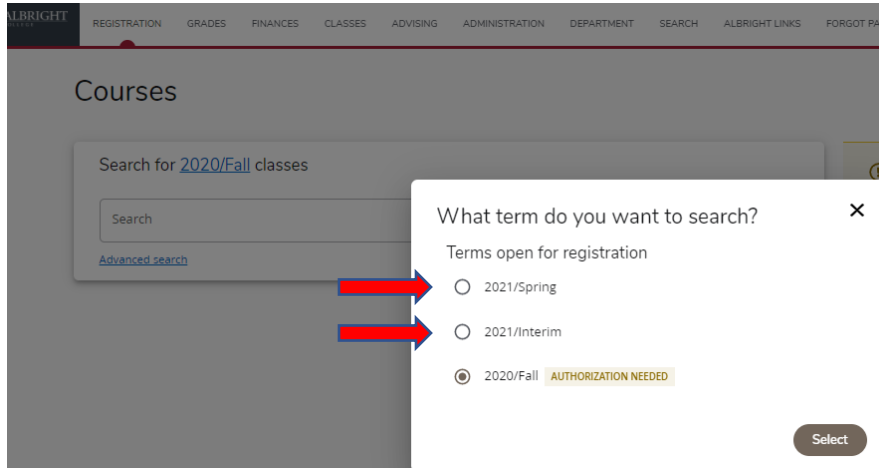 ALBRIGHT
REGISTRATION GRADES FINANCES CLASSES ADVISING ADMINISTRATION DEPARTMENT SEARCH ALBRIGHT LINKS FORGOT PA
Courses
Search for 2020/Fall classes
Search
Advanced search
What term do you want to search?
Terms open for registration
2021/Spring
2021/Interim
2020/Fall AUTHORIZATION NEEDED
Select